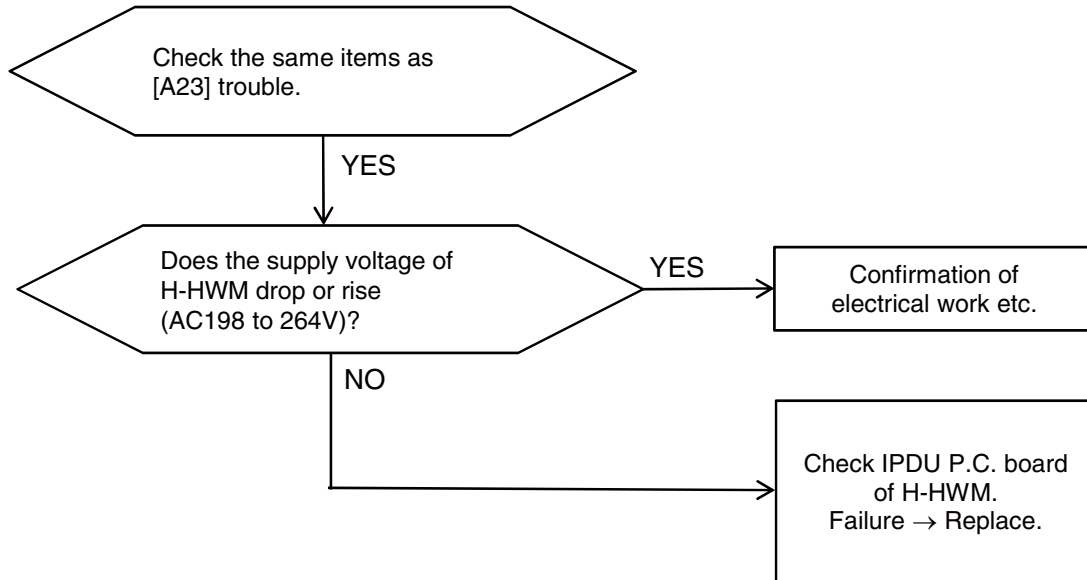 Check the same items as
[A23] trouble.
YES
Does the supply voltage of
H-HWM drop or rise
(AC198 to 264V)?
YES
Confirmation of
electrical work etc.
NO
Check IPDU P.C. board
of H-HWM.
Failure → Replace.